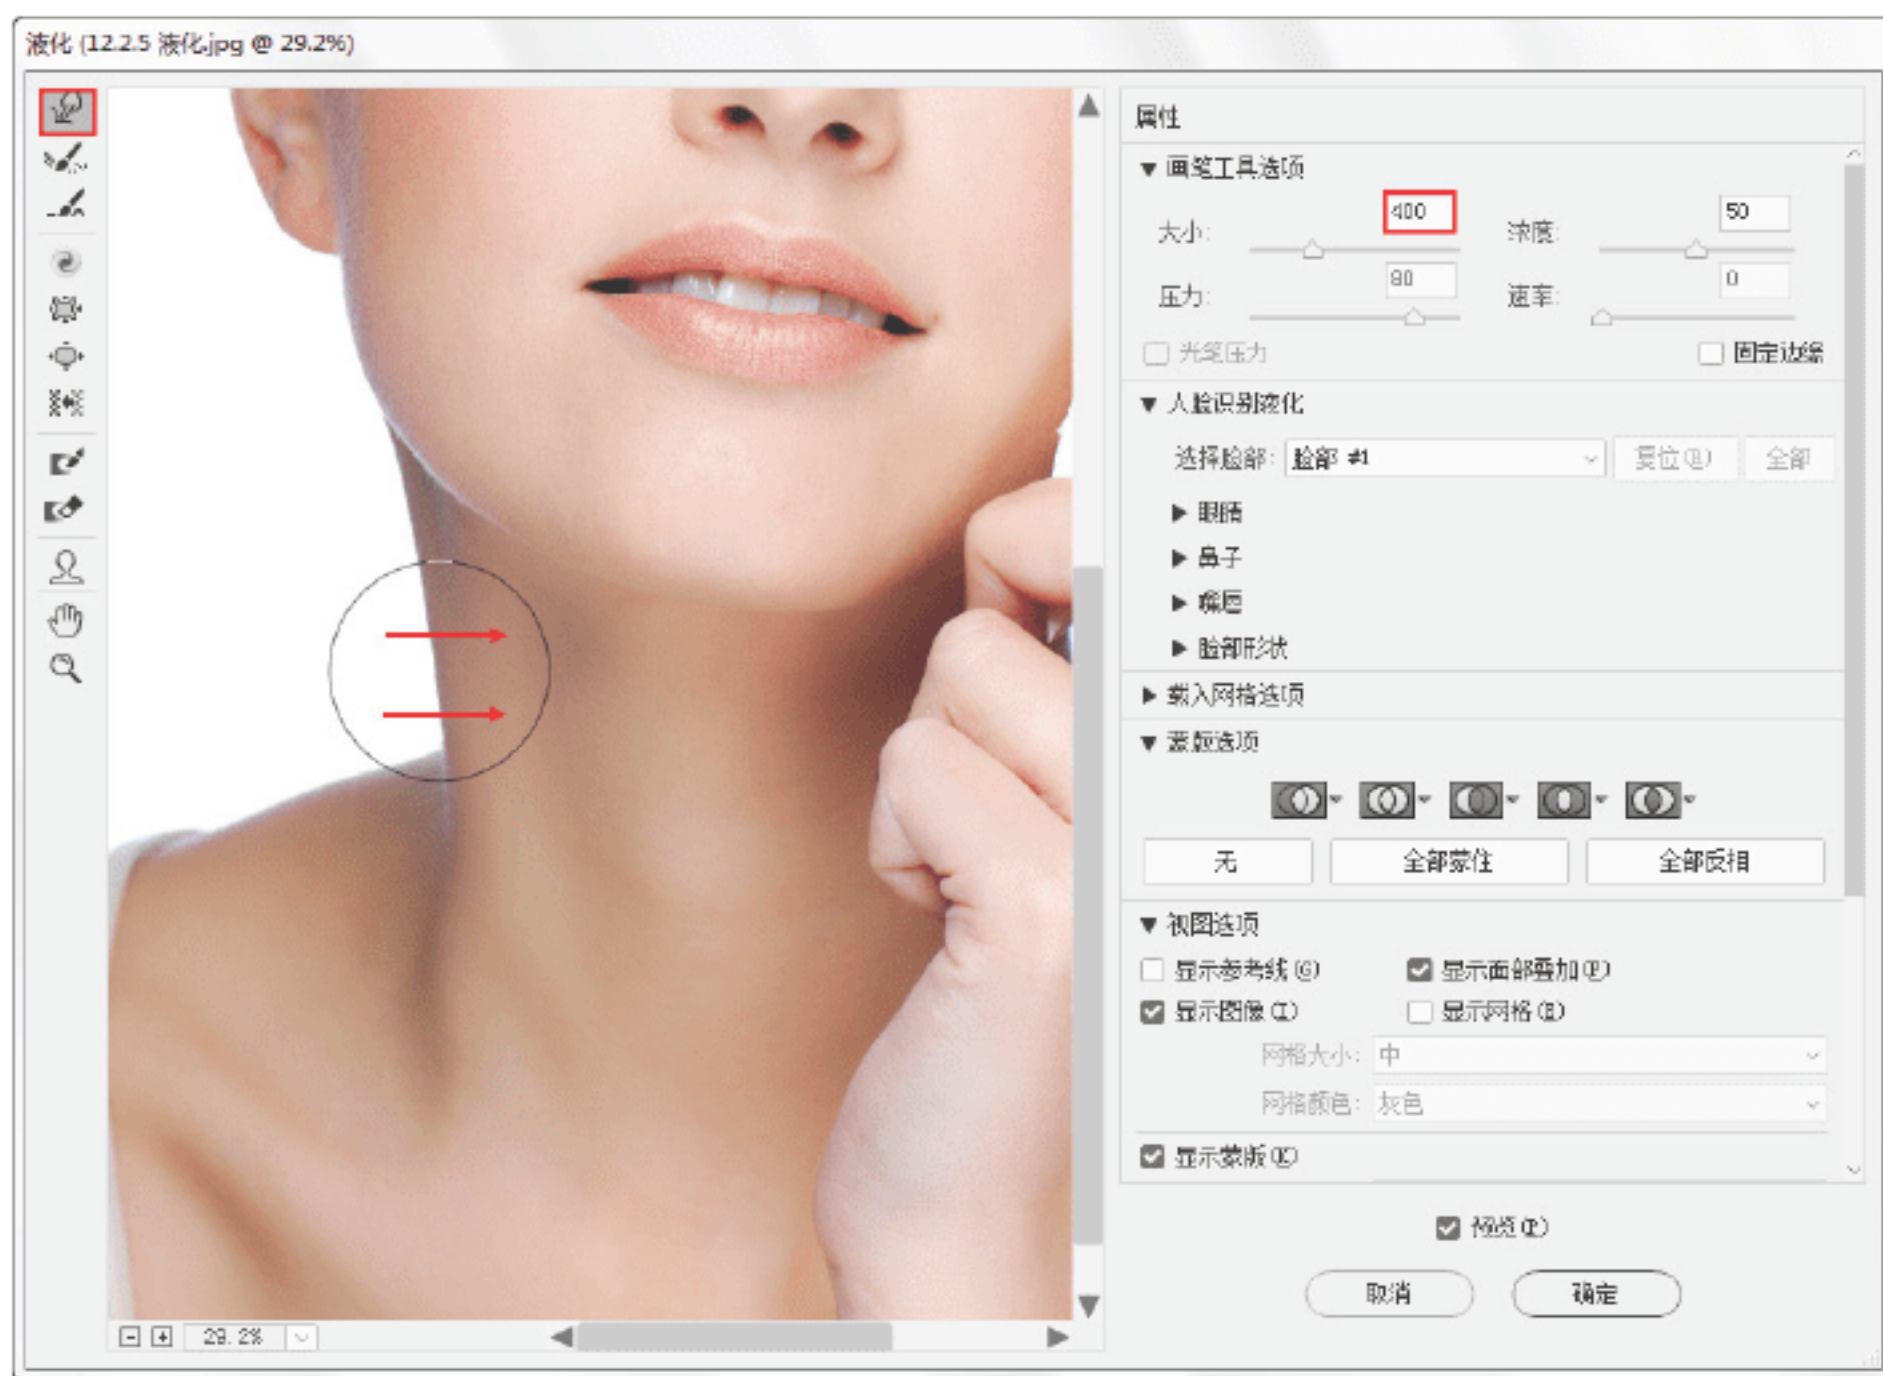 液化 (12.2.5 液化.jpg @ 29.2%)
属性
画笔工具选项
大小: 400 浓度: 50
压力: 80 速率: 0
光笔压力 固定边缘
人脸识别液化
选择脸部: 脸部 #1 复位(R) 全部
眼睛
鼻子
嘴唇
脸部形状
载入网格选项
蒙版选项
无 全部蒙住 全部反相
视图选项
显示参考线(G) 显示面部叠加(F)
显示图像(I) 显示网格(E)
网格大小: 中
网格颜色: 灰色
显示蒙版(K)
预览(P)
取消 确定
29.2%